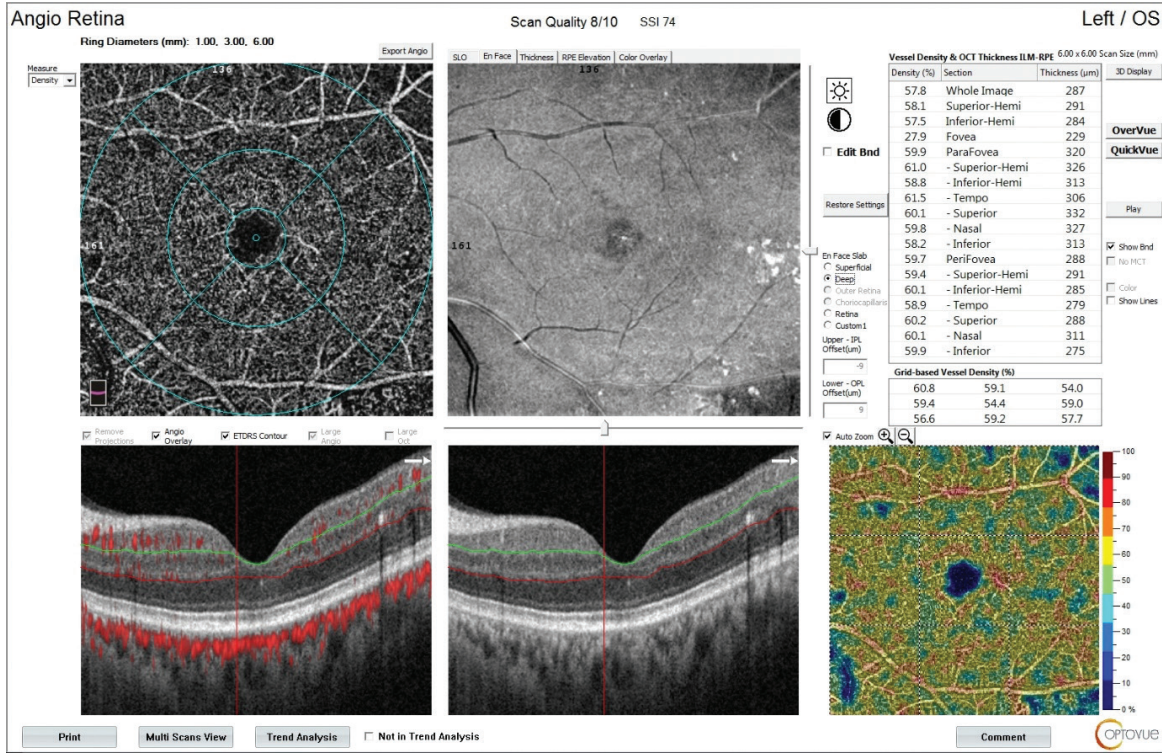 Angio Retina
Scan Quality 8/10 SSI 74
Left / OS
Ring Diameters (mm): 1.00, 3.00, 6.00
Export Angio
Measure
Density
136
161
SLO En Face Thickness RPE Elevation Color Overlay
136
161
Edit Bnd
Restore Settings
En Face Slab
Superficial
Deep
Outer Retina
Choriocapillaris
Retina
Custom1
Upper - IPL
Offset(um)
-9
Lower - OPL
Offset(um)
9
Vessel Density & OCT Thickness ILM-RPE 6.00 x 6.00 Scan Size (mm)
Density (%) Section Thickness (µm)
57.8 Whole Image 287
58.1 Superior-Hemi 291
57.5 Inferior-Hemi 284
27.9 Fovea 229
59.9 ParaFovea 320
61.0 - Superior-Hemi 326
58.8 - Inferior-Hemi 313
61.5 - Tempo 306
60.1 - Superior 332
59.8 - Nasal 327
58.2 - Inferior 313
59.7 PeriFovea 288
59.4 - Superior-Hemi 291
60.1 - Inferior-Hemi 285
58.9 - Tempo 279
60.2 - Superior 288
60.1 - Nasal 311
59.9 - Inferior 275
Grid-based Vessel Density (%)
60.8 59.1 54.0
59.4 54.4 59.0
56.6 59.2 57.7
3D Display
OverVue
QuickVue
Play
Show Bnd
No MCT
Color
Show Lines
Remove Projections
Angio Overlay
ETDRS Contour
Large Angio
Large Oct
Auto Zoom
100
90
80
70
60
50
40
30
20
10
0 %
Print Multi Scans View Trend Analysis Not in Trend Analysis Comment
OPTOVUE